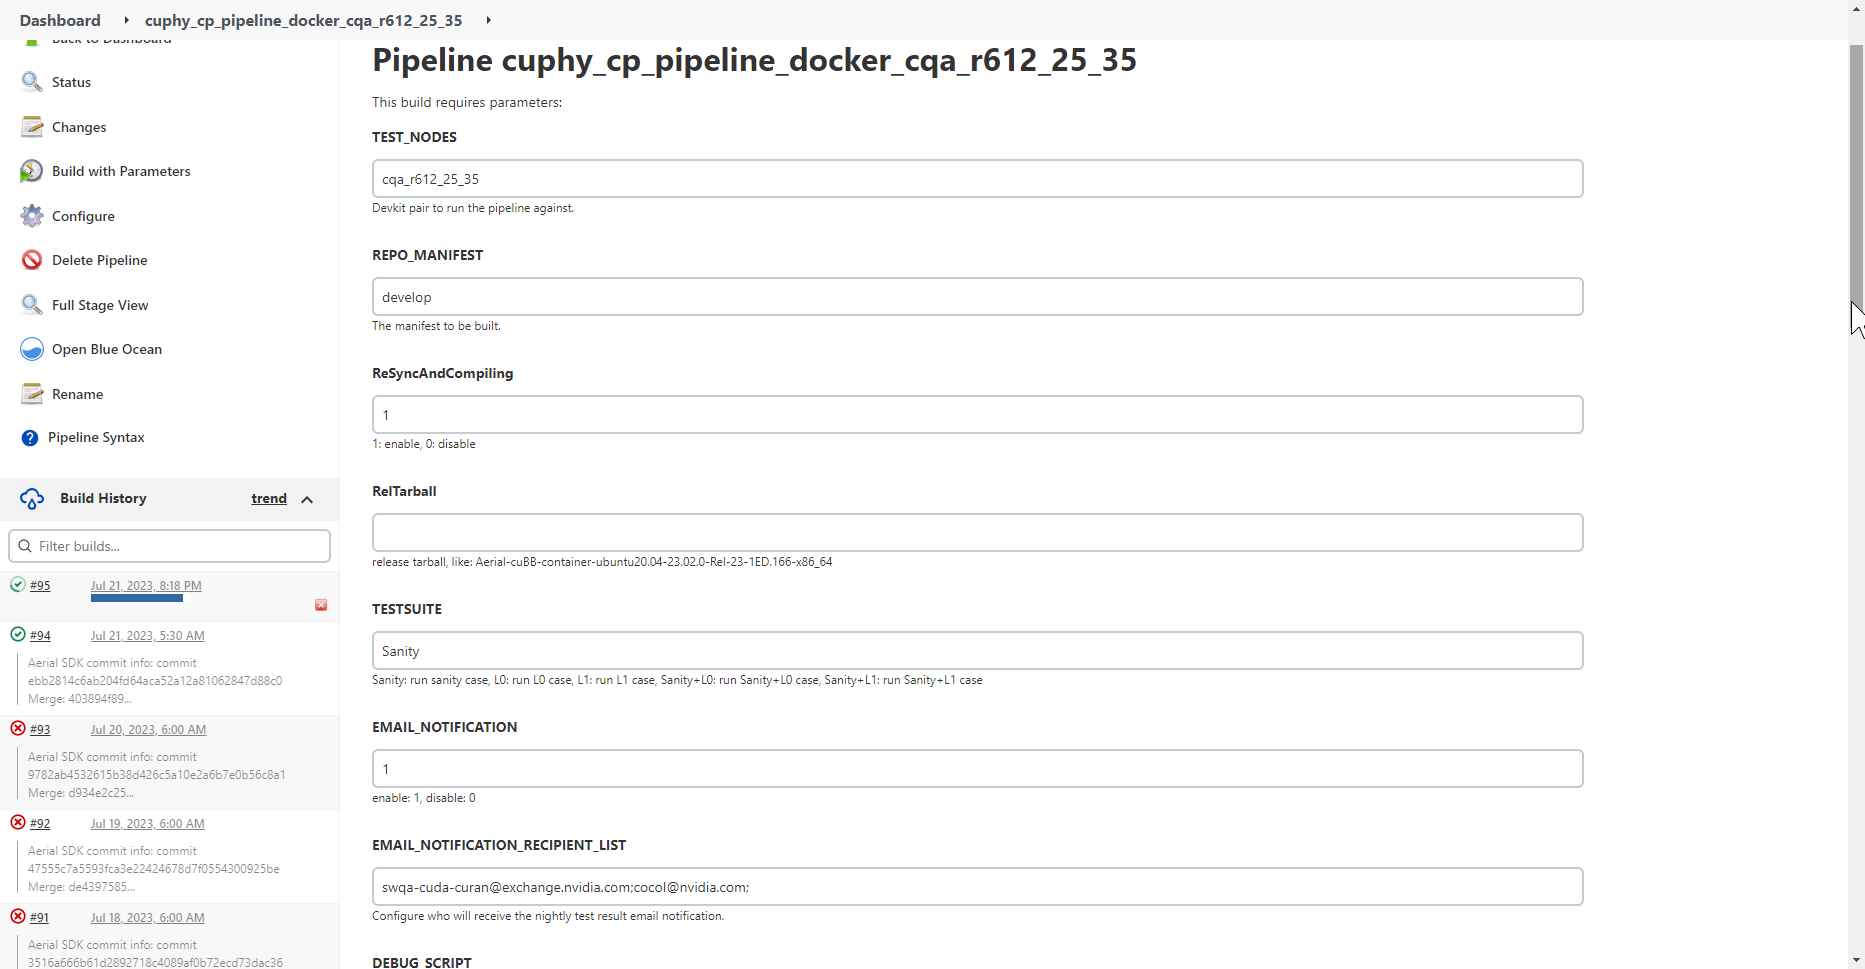 Dashboard
cuphy_cp_pipeline_docker_cqa_r612_25_35
Back to Dashboard
Status
Changes
Build with Parameters
Configure
Delete Pipeline
Full Stage View
Open Blue Ocean
Rename
Pipeline Syntax
Build History
trend
Filter builds...
#95
Jul 21, 2023, 8:18 PM
#94
Jul 21, 2023, 5:30 AM
Aerial SDK commit info: commit
ebb2814c6ab204fd64aca52a12a81062847d88c0
Merge: 403894f89...
#93
Jul 20, 2023, 6:00 AM
Aerial SDK commit info: commit
9782ab4532615b38d426c5a10e2a6b7e0b56c8a1
Merge: d934e2c25...
#92
Jul 19, 2023, 6:00 AM
Aerial SDK commit info: commit
47555c7a5593fca3e22424678d7f0554300925be
Merge: de4397585...
#91
Jul 18, 2023, 6:00 AM
Aerial SDK commit info: commit
3516a666b61d2892718c4089af0b72ecd73dac36
Pipeline cuphy_cp_pipeline_docker_cqa_r612_25_35
This build requires parameters:
TEST_NODES
cqa_r612_25_35
Devkit pair to run the pipeline against.
REPO_MANIFEST
develop
The manifest to be built.
ReSyncAndCompiling
1
1: enable, 0: disable
RelTarball
release tarball, like: Aerial-cuBB-container-ubuntu20.04-23.02.0-Rel-23-1ED.166-x86_64
TESTSUITE
Sanity
Sanity: run sanity case, L0: run L0 case, L1: run L1 case, Sanity+L0: run Sanity+L0 case, Sanity+L1: run Sanity+L1 case
EMAIL_NOTIFICATION
1
enable: 1, disable: 0
EMAIL_NOTIFICATION_RECIPIENT_LIST
swqa-cuda-curan@exchange.nvidia.com;cocol@nvidia.com;
Configure who will receive the nightly test result email notification.
DEBUG_SCRIPT